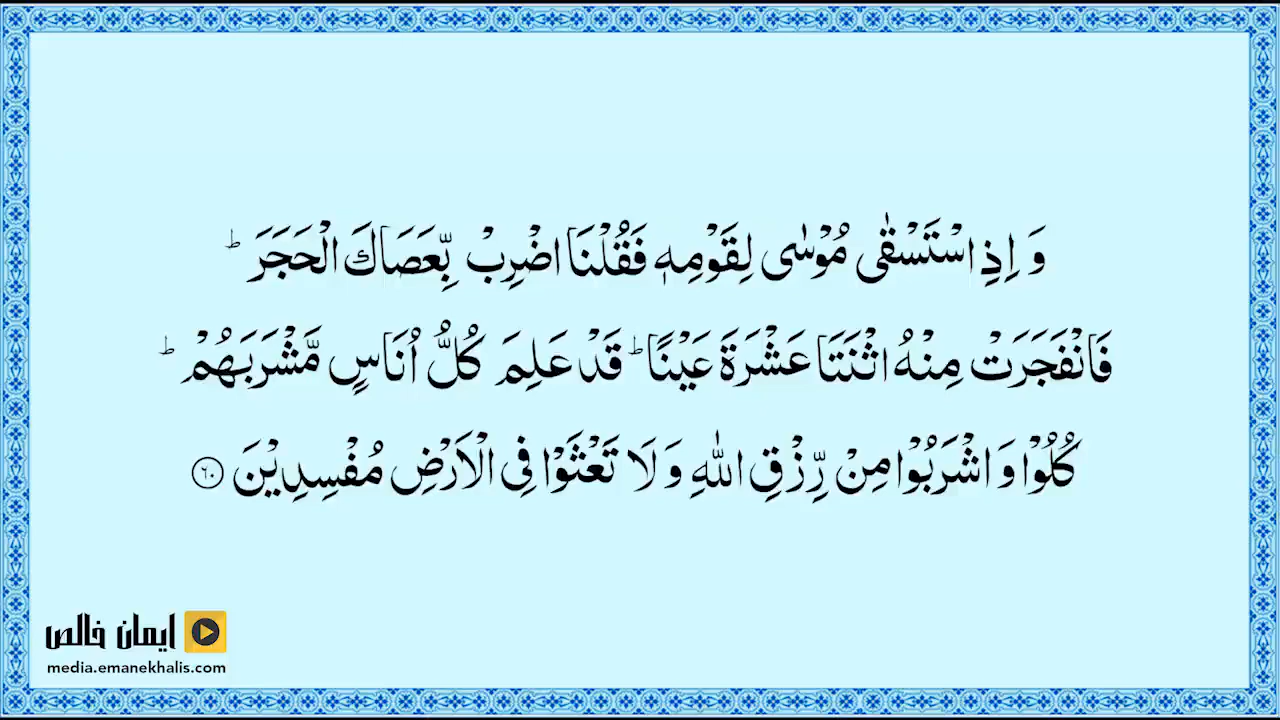 وَ اِذِ اسْتَسْقٰی مُوْسٰی لِقَوْمِهٖ فَقُلْنَا اضْرِبْ بِّعَصَاكَ الْحَجَرَ ؕ
فَانْفَجَرَتْ مِنْهُ اثْنَتَا عَشْرَةَ عَیْنًا ؕ قَدْ عَلِمَ كُلُّ اُنَاسٍ مَّشْرَبَهُمْ ؕ
كُلُوْا وَ اشْرَبُوْا مِنْ رِّزْقِ اللّٰهِ وَ لَا تَعْثَوْا فِی الْاَرْضِ مُفْسِدِیْنَ ﴿۶۰﴾
ایمان خالص
media.emanekhalis.com